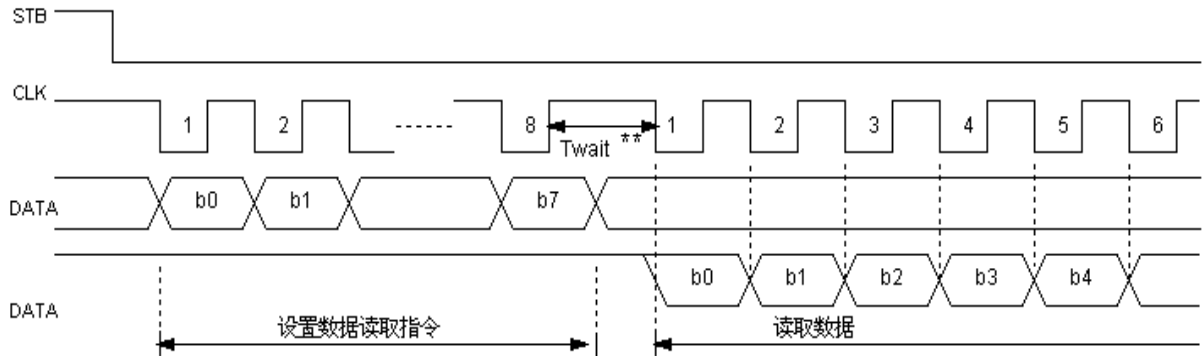 STB
CLK
1 2 ------ 8 1 2 3 4 5 6
Twait **
DATA b0 b1 b7
b0 b1 b2 b3 b4
DATA
设置数据读取指令 读取数据